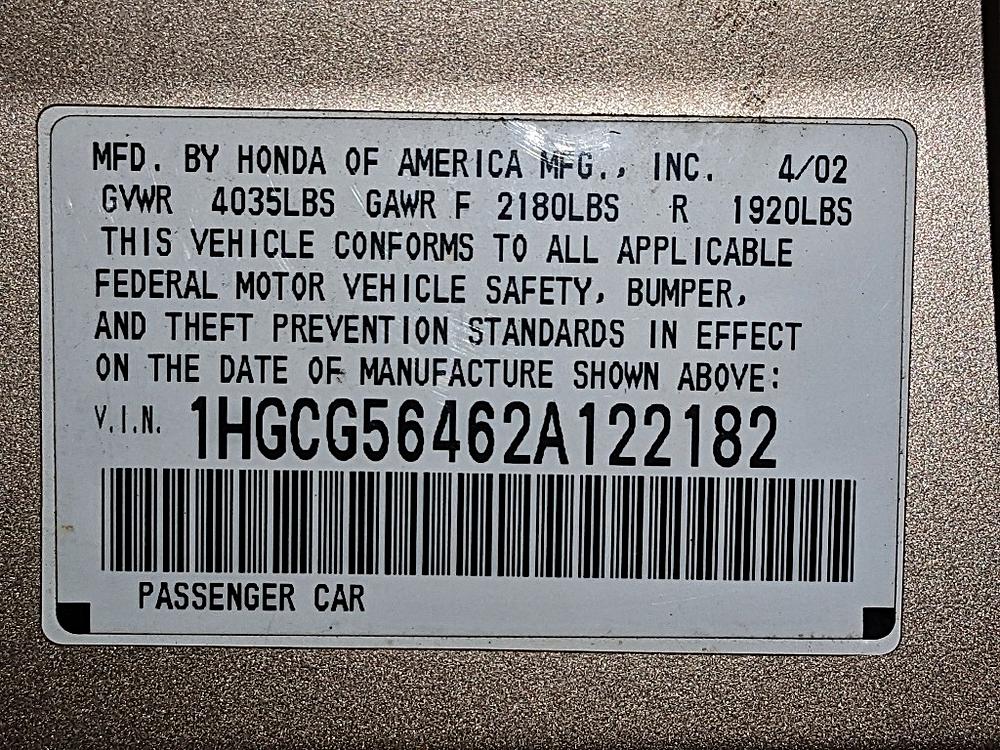 MFD. BY HONDA OF AMERICA MFG., INC. 4/02
GVWR 4035LBS GAWR F 2180LBS R 1920LBS
THIS VEHICLE CONFORMS TO ALL APPLICABLE
FEDERAL MOTOR VEHICLE SAFETY, BUMPER,
AND THEFT PREVENTION STANDARDS IN EFFECT
ON THE DATE OF MANUFACTURE SHOWN ABOVE:
V.I.N. 1HGCG56462A122182
PASSENGER CAR